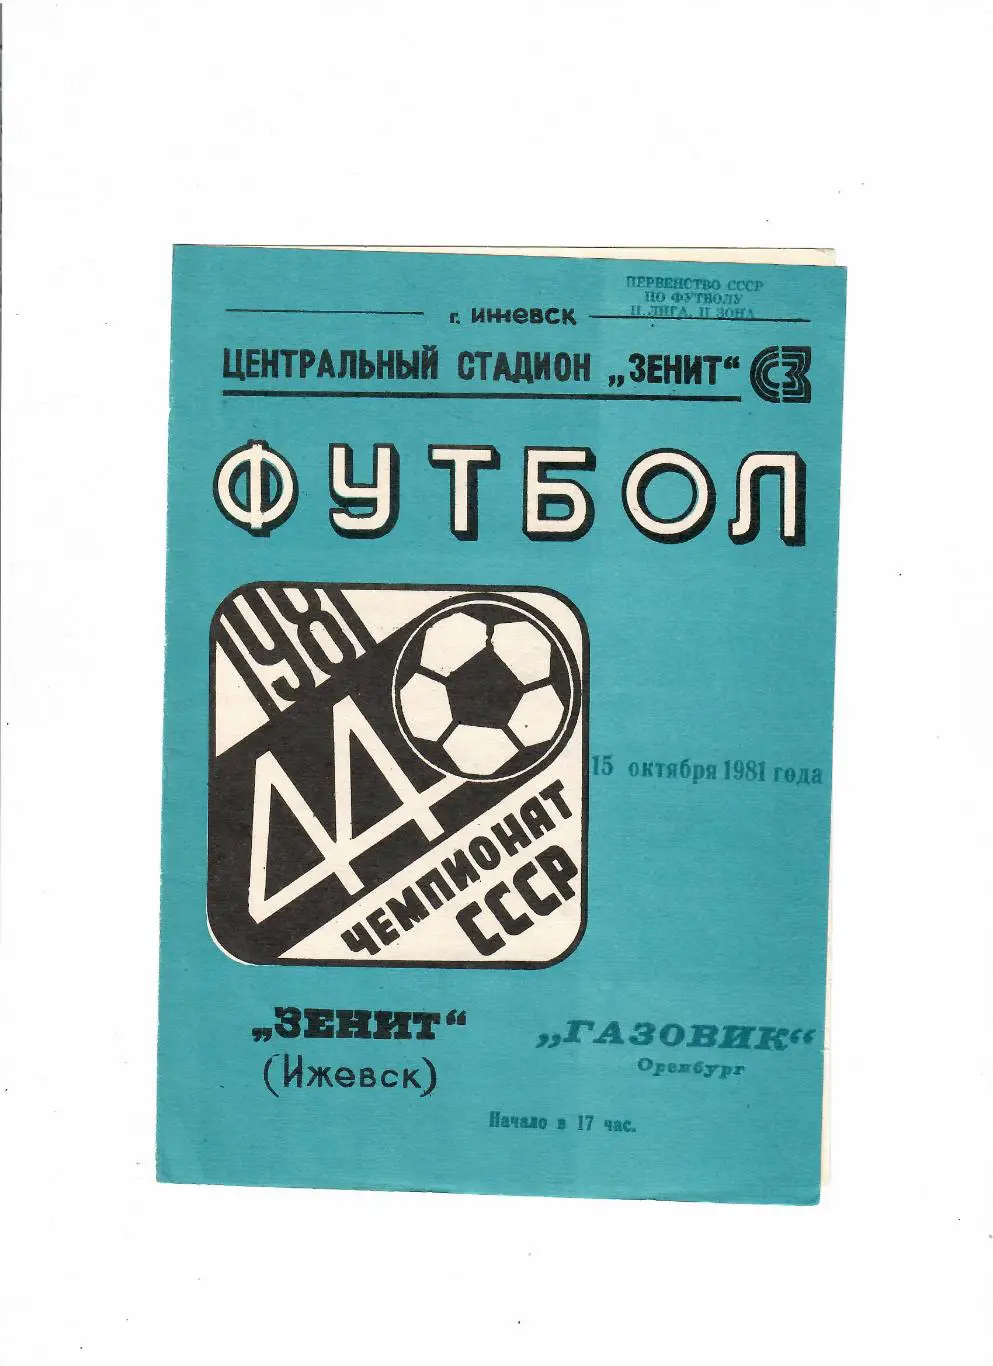 ПЕРВЕНСТВО СССР
ПО ФУТБОЛУ
II ЛИГА, II ЗОНА
г. ИЖЕВСК
ЦЕНТРАЛЬНЫЙ СТАДИОН „ЗЕНИТ“ СЗ
ФУТБОЛ
1981
44
ЧЕМПИОНАТ
СССР
15 октября 1981 года
„ЗЕНИТ“
(Ижевск)
„ГАЗОВИК“
Оренбург
Начало в 17 час.